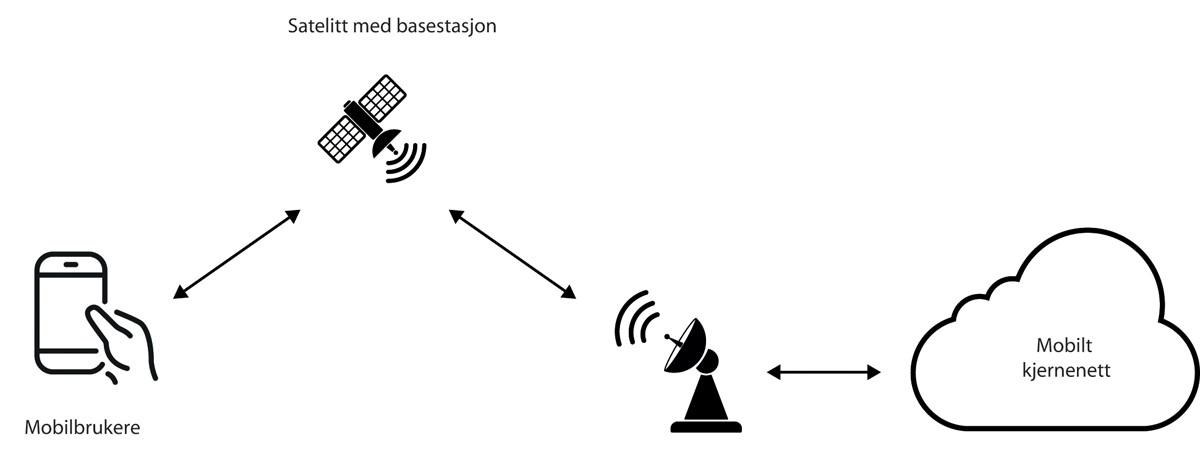 Satelitt med basestasjon
Mobilt
kjernenett
Mobilbrukere